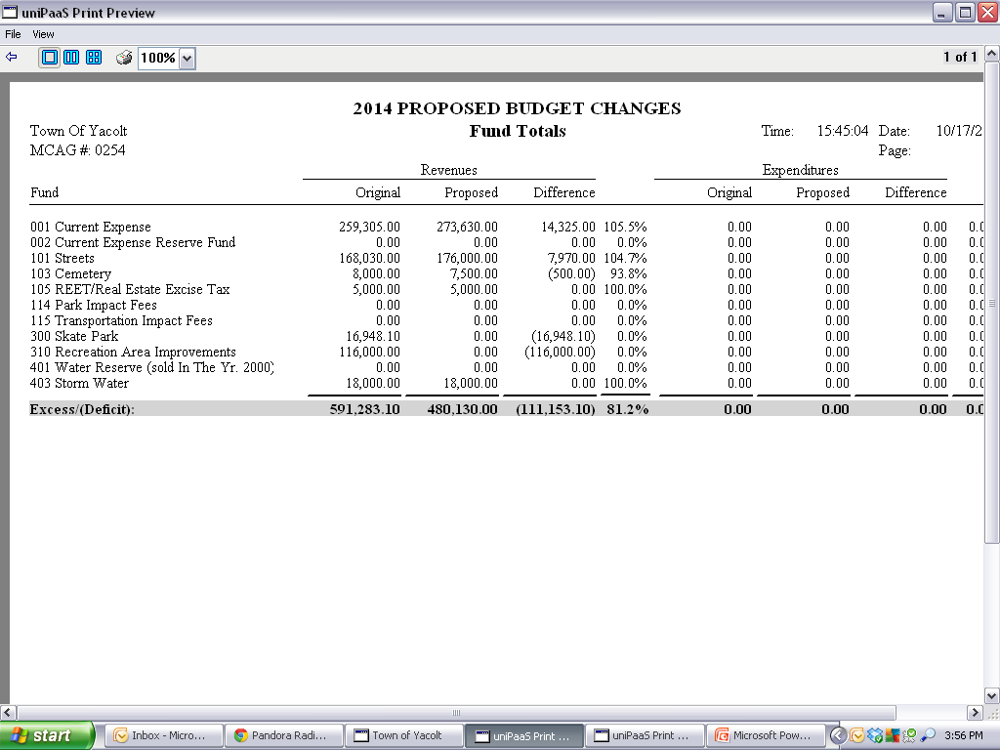 uniPaaS Print Preview
File View
100% 1 of 1
2014 PROPOSED BUDGET CHANGES
Town Of Yacolt Fund Totals Time: 15:45:04 Date: 10/17/2
MCAG #: 0254 Page:
Revenues Expenditures
Fund Original Proposed Difference Original Proposed Difference
001 Current Expense 259,305.00 273,630.00 14,325.00 105.5% 0.00 0.00 0.00 0.0
002 Current Expense Reserve Fund 0.00 0.00 0.00 0.0% 0.00 0.00 0.00 0.0
101 Streets 168,030.00 176,000.00 7,970.00 104.7% 0.00 0.00 0.00 0.0
103 Cemetery 8,000.00 7,500.00 (500.00) 93.8% 0.00 0.00 0.00 0.0
105 REET/Real Estate Excise Tax 5,000.00 5,000.00 0.00 100.0% 0.00 0.00 0.00 0.0
114 Park Impact Fees 0.00 0.00 0.00 0.0% 0.00 0.00 0.00 0.0
115 Transportation Impact Fees 0.00 0.00 0.00 0.0% 0.00 0.00 0.00 0.0
300 Skate Park 16,948.10 0.00 (16,948.10) 0.0% 0.00 0.00 0.00 0.0
310 Recreation Area Improvements 116,000.00 0.00 (116,000.00) 0.0% 0.00 0.00 0.00 0.0
401 Water Reserve (sold In The Yr. 2000) 0.00 0.00 0.00 0.0% 0.00 0.00 0.00 0.0
403 Storm Water 18,000.00 18,000.00 0.00 100.0% 0.00 0.00 0.00 0.0
Excess/(Deficit): 591,283.10 480,130.00 (111,153.10) 81.2% 0.00 0.00 0.00 0.0
start Inbox - Micro... Pandora Radi... Town of Yacolt uniPaaS Print ... uniPaaS Print ... Microsoft Pow... 3:56 PM